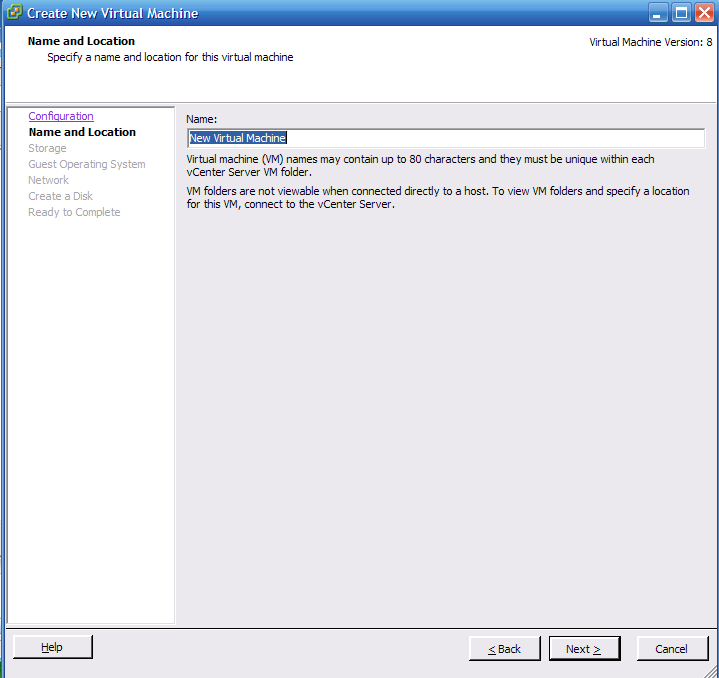 Create New Virtual Machine
Name and Location
Specify a name and location for this virtual machine
Virtual Machine Version: 8
Configuration
Name and Location
Storage
Guest Operating System
Network
Create a Disk
Ready to Complete
Name:
New Virtual Machine
Virtual machine (VM) names may contain up to 80 characters and they must be unique within each
vCenter Server VM folder.
VM folders are not viewable when connected directly to a host. To view VM folders and specify a location
for this VM, connect to the vCenter Server.
Help
< Back
Next >
Cancel